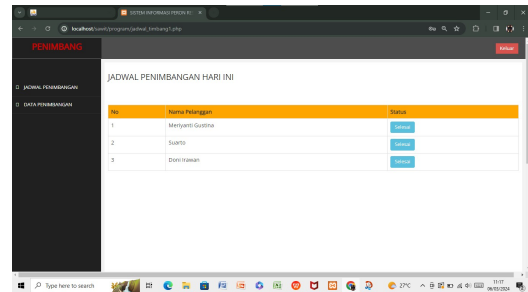 SISTEM INFORMASI PERON R
localhost/sawit/program/jadwal_timbang1.php
PENIMBANG
Keluar
JADWAL PENIMBANGAN HARI INI
JADWAL PENIMBANGAN
DATA PENIMBANGAN
No Nama Pelanggan Status
1 Meriyanti Gustina Selesai
2 Suarto Selesai
3 Doni Irawan Selesai
Type here to search
27°C
11:17
06/03/2024